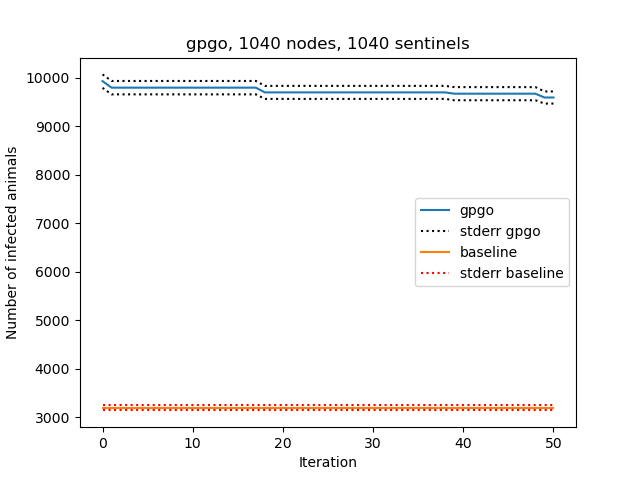 gpgo, 1040 nodes, 1040 sentinels
Number of infected animals
10000
9000
8000
7000
6000
5000
4000
3000
gpgo
stderr gpgo
baseline
stderr baseline
0 10 20 30 40 50
Iteration